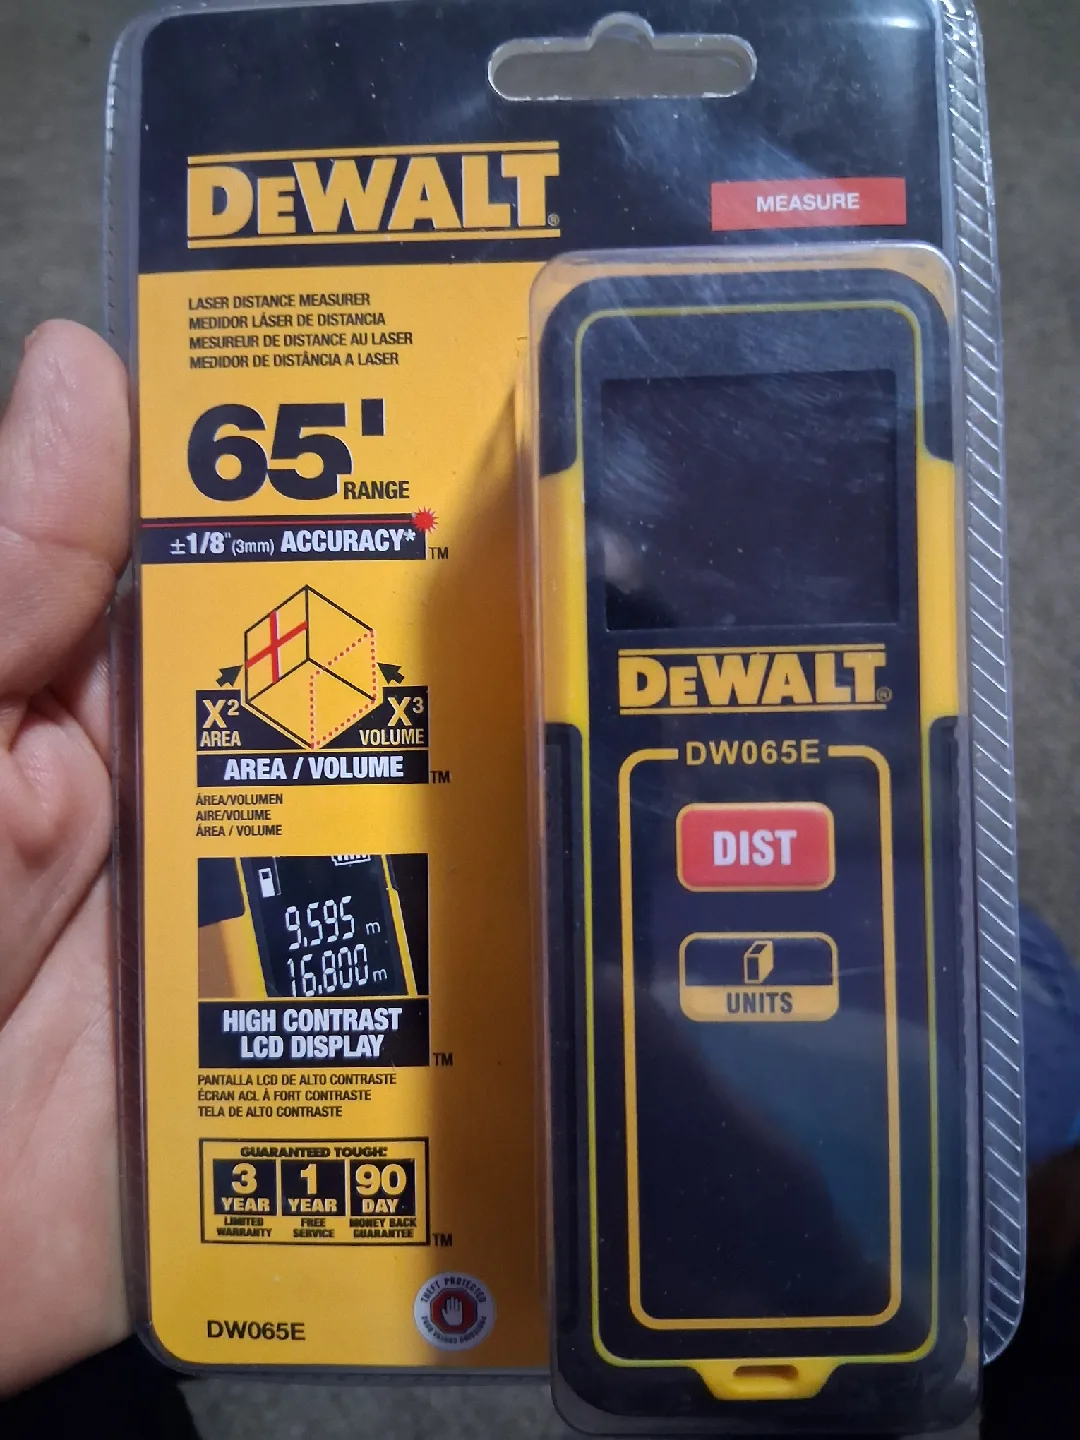 DEWALT®
MEASURE
LASER DISTANCE MEASURER
MEDIDOR LÁSER DE DISTANCIA
MESUREUR DE DISTANCE AU LASER
MEDIDOR DE DISTÂNCIA A LASER
65'
RANGE
±1/8" (3mm) ACCURACY*
TM
X²
AREA
X³
VOLUME
AREA / VOLUME TM
ÁREA/VOLUMEN
AIRE/VOLUME
ÁREA / VOLUME
9.595 m
16.800 m
HIGH CONTRAST
LCD DISPLAY TM
PANTALLA LCD DE ALTO CONTRASTE
ÉCRAN ACL À FORT CONTRASTE
TELA DE ALTO CONTRASTE
GUARANTEED TOUGH.
3 YEAR LIMITED WARRANTY
1 YEAR FREE SERVICE
90 DAY MONEY BACK GUARANTEE
TM
THEFT PROTECTED
DW065E
DEWALT®
DW065E
DIST
UNITS